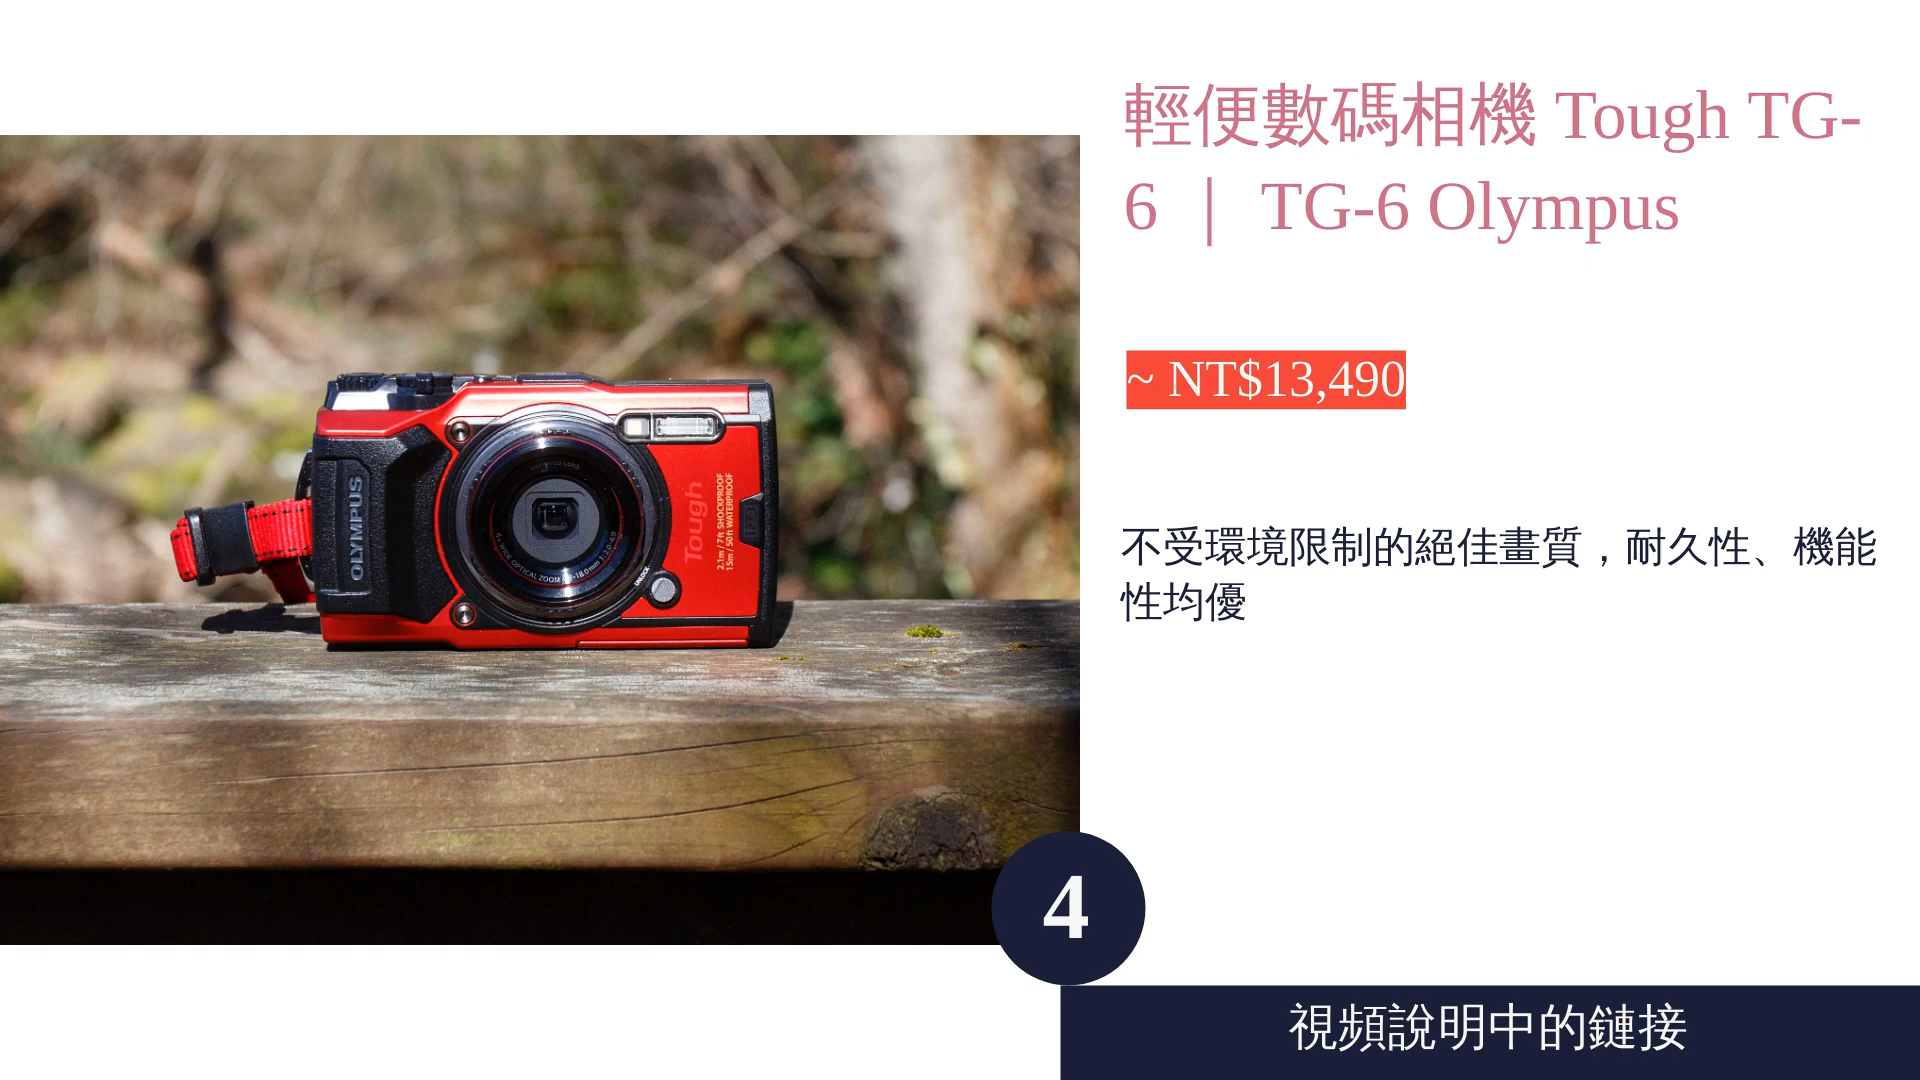 輕便數碼相機 Tough TG-
6 ｜ TG-6 Olympus
~ NT$13,490
不受環境限制的絕佳畫質，耐久性、機能
性均優
OLYMPUS
Tough
2.1m / 7ft SHOCKPROOF
15m / 50ft WATERPROOF
UNLOCK
4
視頻說明中的鏈接